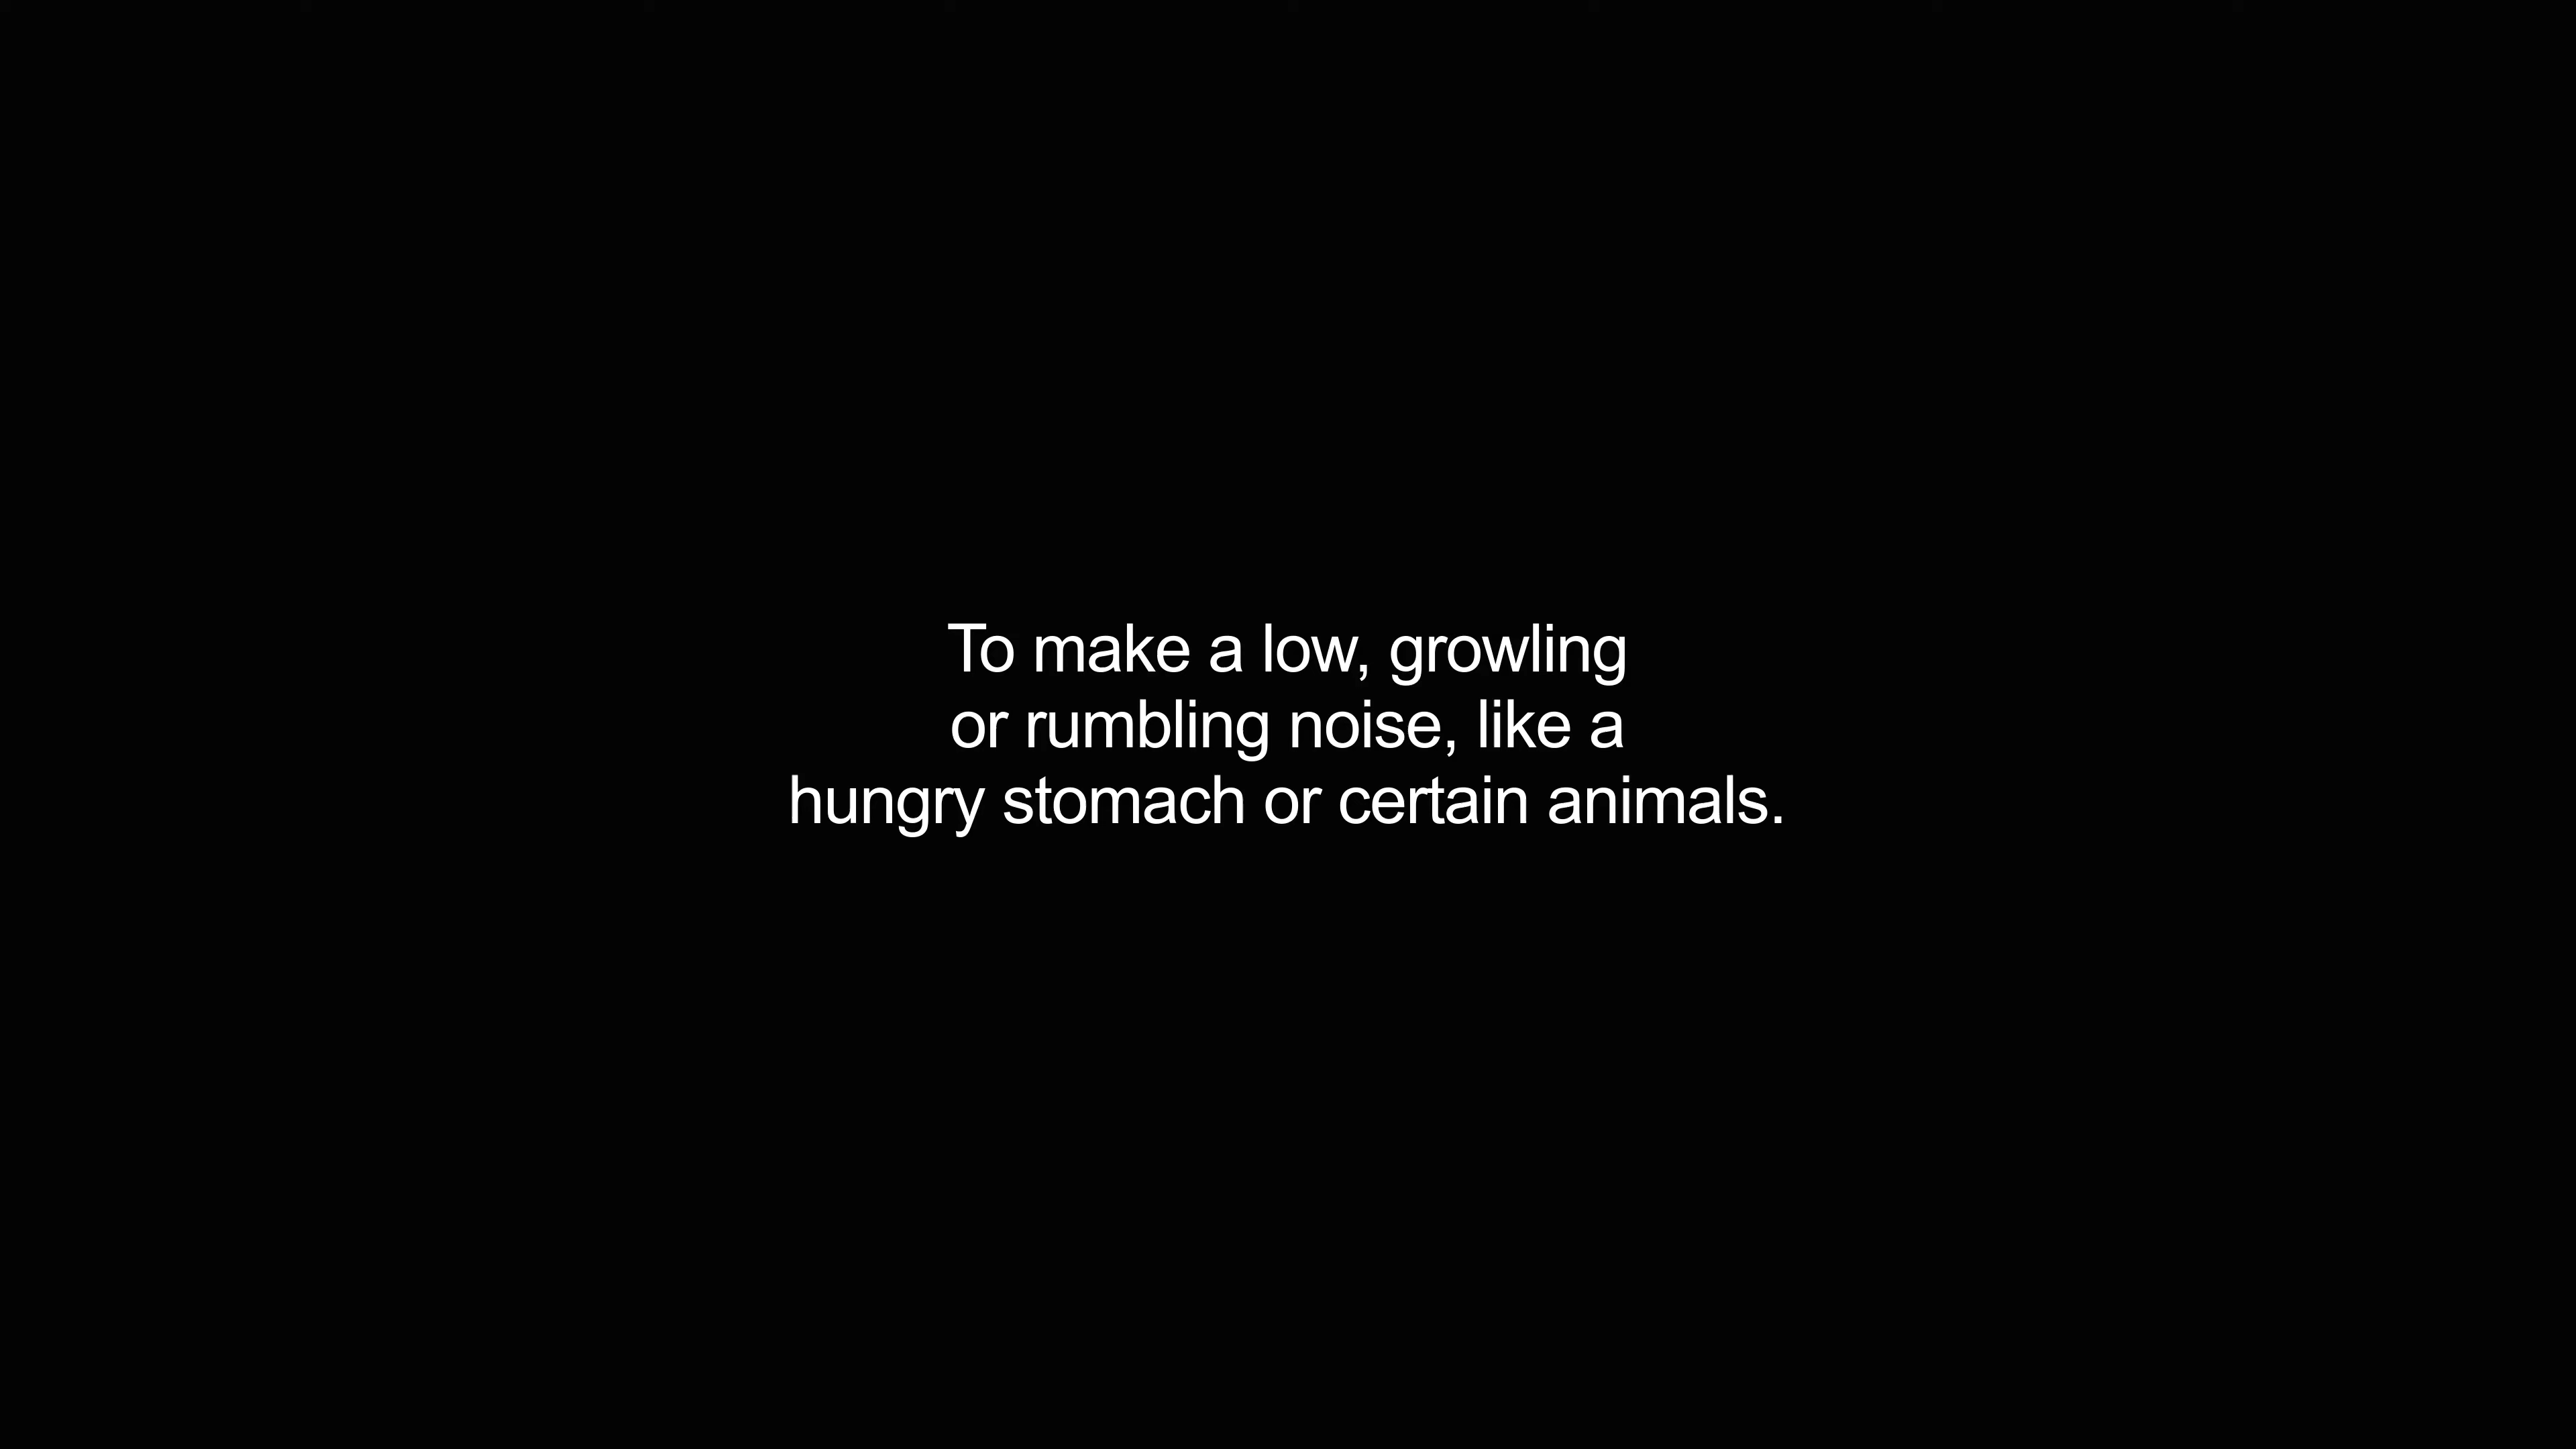 To make a low, growling
or rumbling noise, like a
hungry stomach or certain animals.